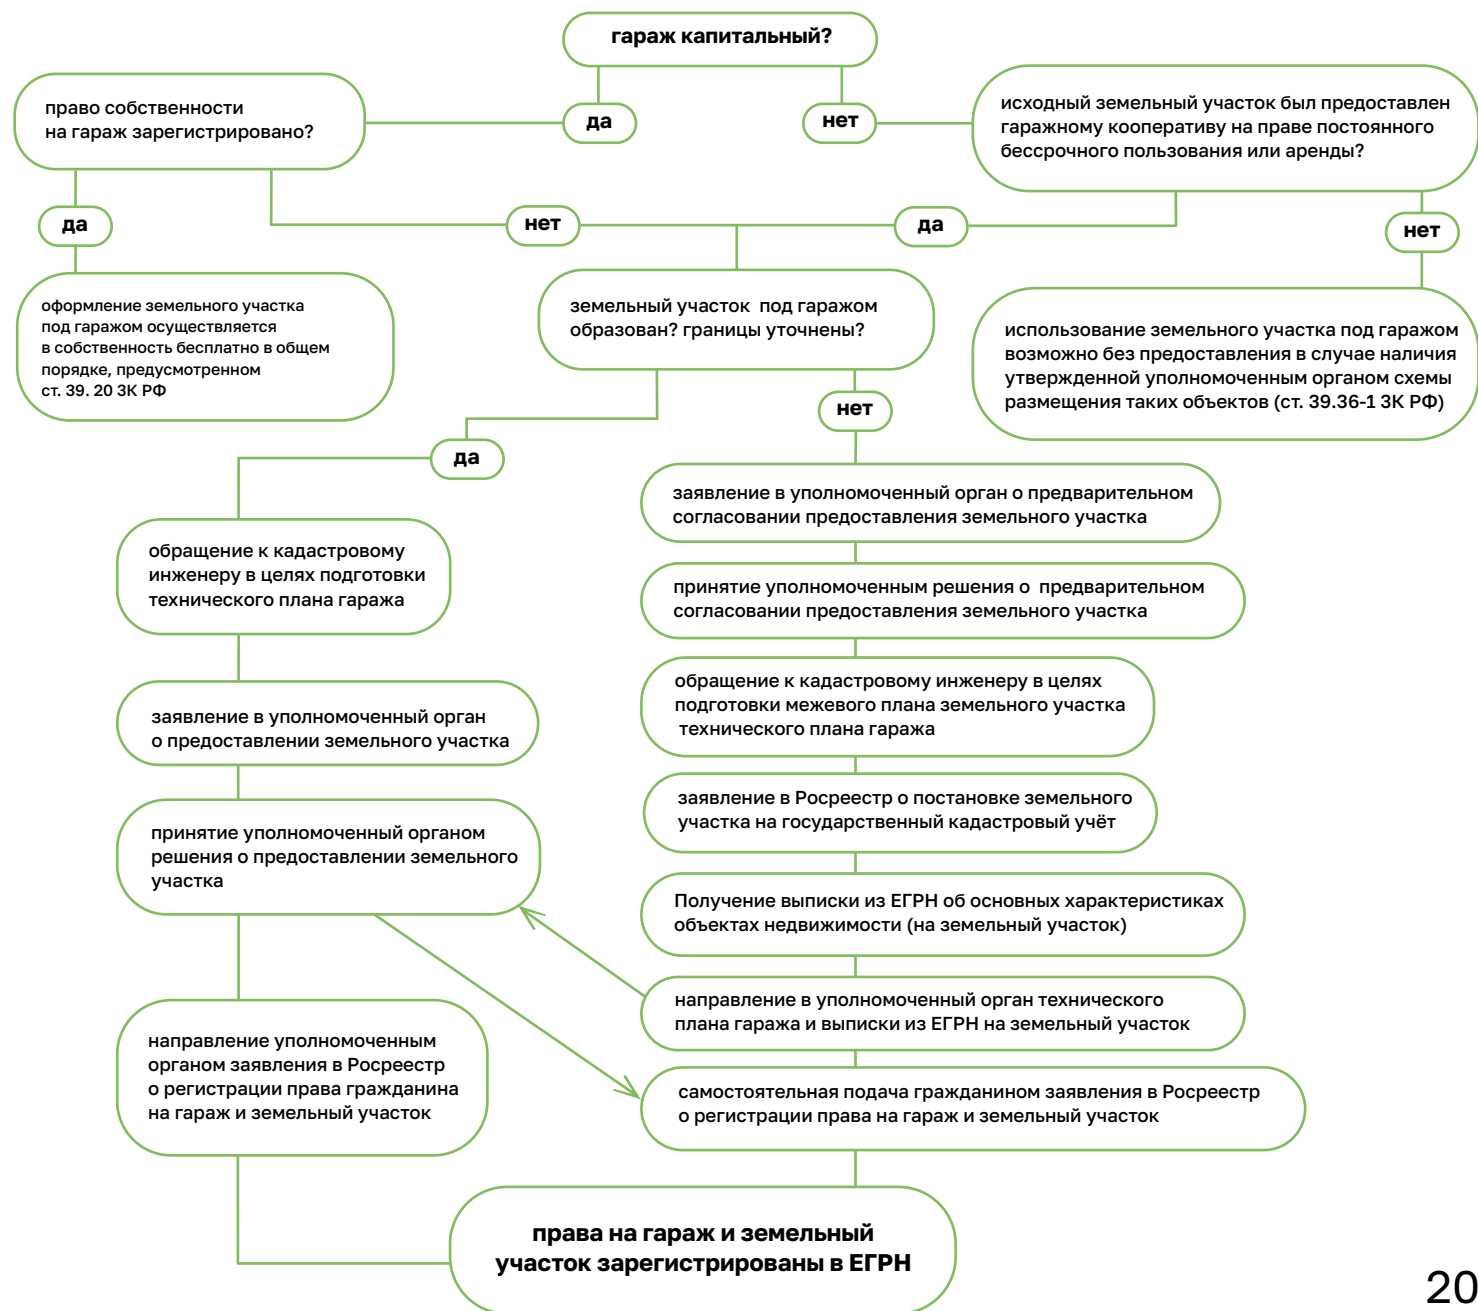 гараж капитальный?
право собственности
на гараж зарегистрировано?
да
нет
исходный земельный участок был предоставлен
гаражному кооперативу на праве постоянного
бессрочного пользования или аренды?
да
нет
да
нет
оформление земельного участка
под гаражом осуществляется
в собственность бесплатно в общем
порядке, предусмотренном
ст. 39. 20 ЗК РФ
земельный участок под гаражом
образован? границы уточнены?
использование земельного участка под гаражом
возможно без предоставления в случае наличия
утвержденной уполномоченным органом схемы
размещения таких объектов (ст. 39.36-1 ЗК РФ)
да
нет
обращение к кадастровому
инженеру в целях подготовки
технического плана гаража
заявление в уполномоченный орган
о предоставлении земельного участка
принятие уполномоченный органом
решения о предоставлении земельного
участка
направление уполномоченным
органом заявления в Росреестр
о регистрации права гражданина
на гараж и земельный участок
заявление в уполномоченный орган о предварительном
согласовании предоставления земельного участка
принятие уполномоченным решения о предварительном
согласовании предоставления земельного участка
обращение к кадастровому инженеру в целях
подготовки межевого плана земельного участка
технического плана гаража
заявление в Росреестр о постановке земельного
участка на государственный кадастровый учёт
Получение выписки из ЕГРН об основных характеристиках
объектах недвижимости (на земельный участок)
направление в уполномоченный орган технического
плана гаража и выписки из ЕГРН на земельный участок
самостоятельная подача гражданином заявления в Росреестр
о регистрации права на гараж и земельный участок
права на гараж и земельный
участок зарегистрированы в ЕГРН
20